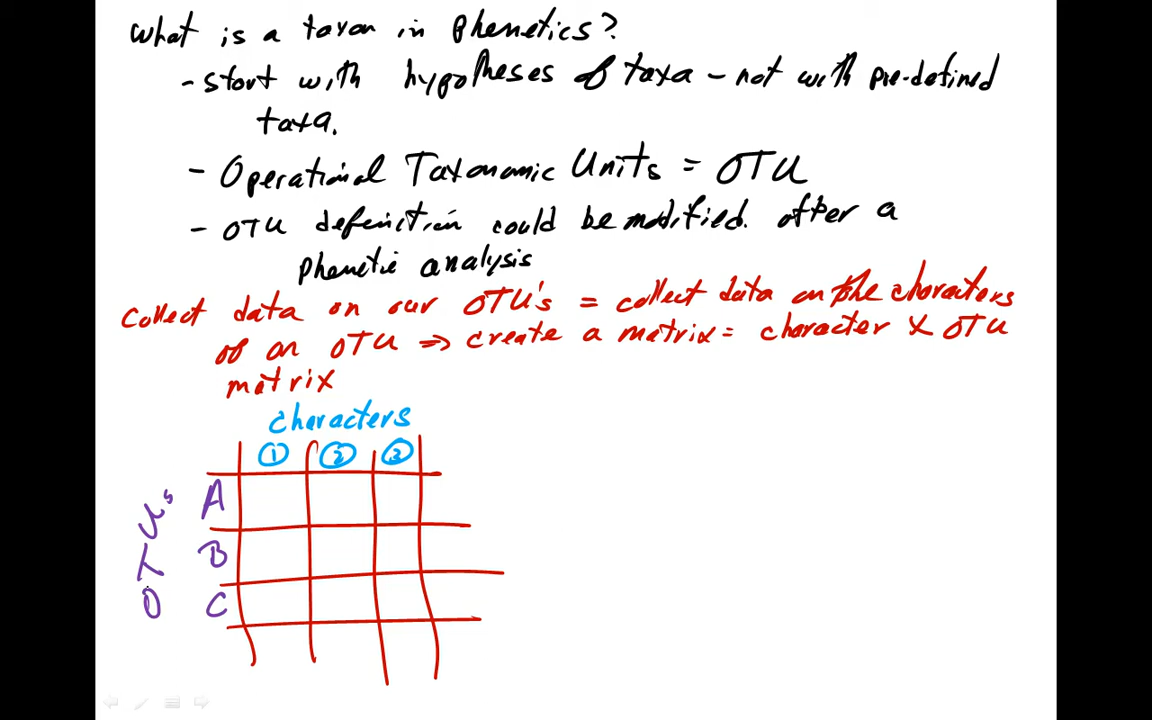 What is a taxon in Phenetics?
- start with hypotheses of taxa - not with pre-defined
taxa.
- Operational Taxonomic Units = OTU
- OTU definition could be modified. after a
Phenetic analysis
Collect data on our OTU's = collect data on the characters
of an OTU => create a matrix = character X OTU
matrix
characters
① ② ③
OTUs
A
B
C